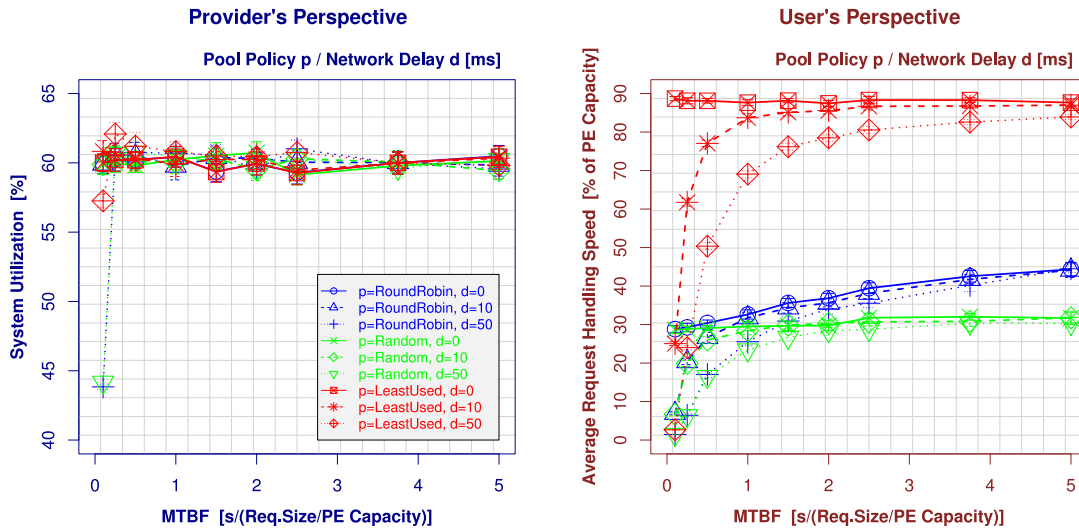 Provider's Perspective
Pool Policy p / Network Delay d [ms]
System Utilization [%]
65
60
55
50
45
40
p=RoundRobin, d=0
p=RoundRobin, d=10
p=RoundRobin, d=50
p=Random, d=0
p=Random, d=10
p=Random, d=50
p=LeastUsed, d=0
p=LeastUsed, d=10
p=LeastUsed, d=50
0 1 2 3 4 5
MTBF [s/(Req.Size/PE Capacity)]
User's Perspective
Pool Policy p / Network Delay d [ms]
Average Request Handling Speed [% of PE Capacity]
90
80
70
60
50
40
30
20
10
0
0 1 2 3 4 5
MTBF [s/(Req.Size/PE Capacity)]